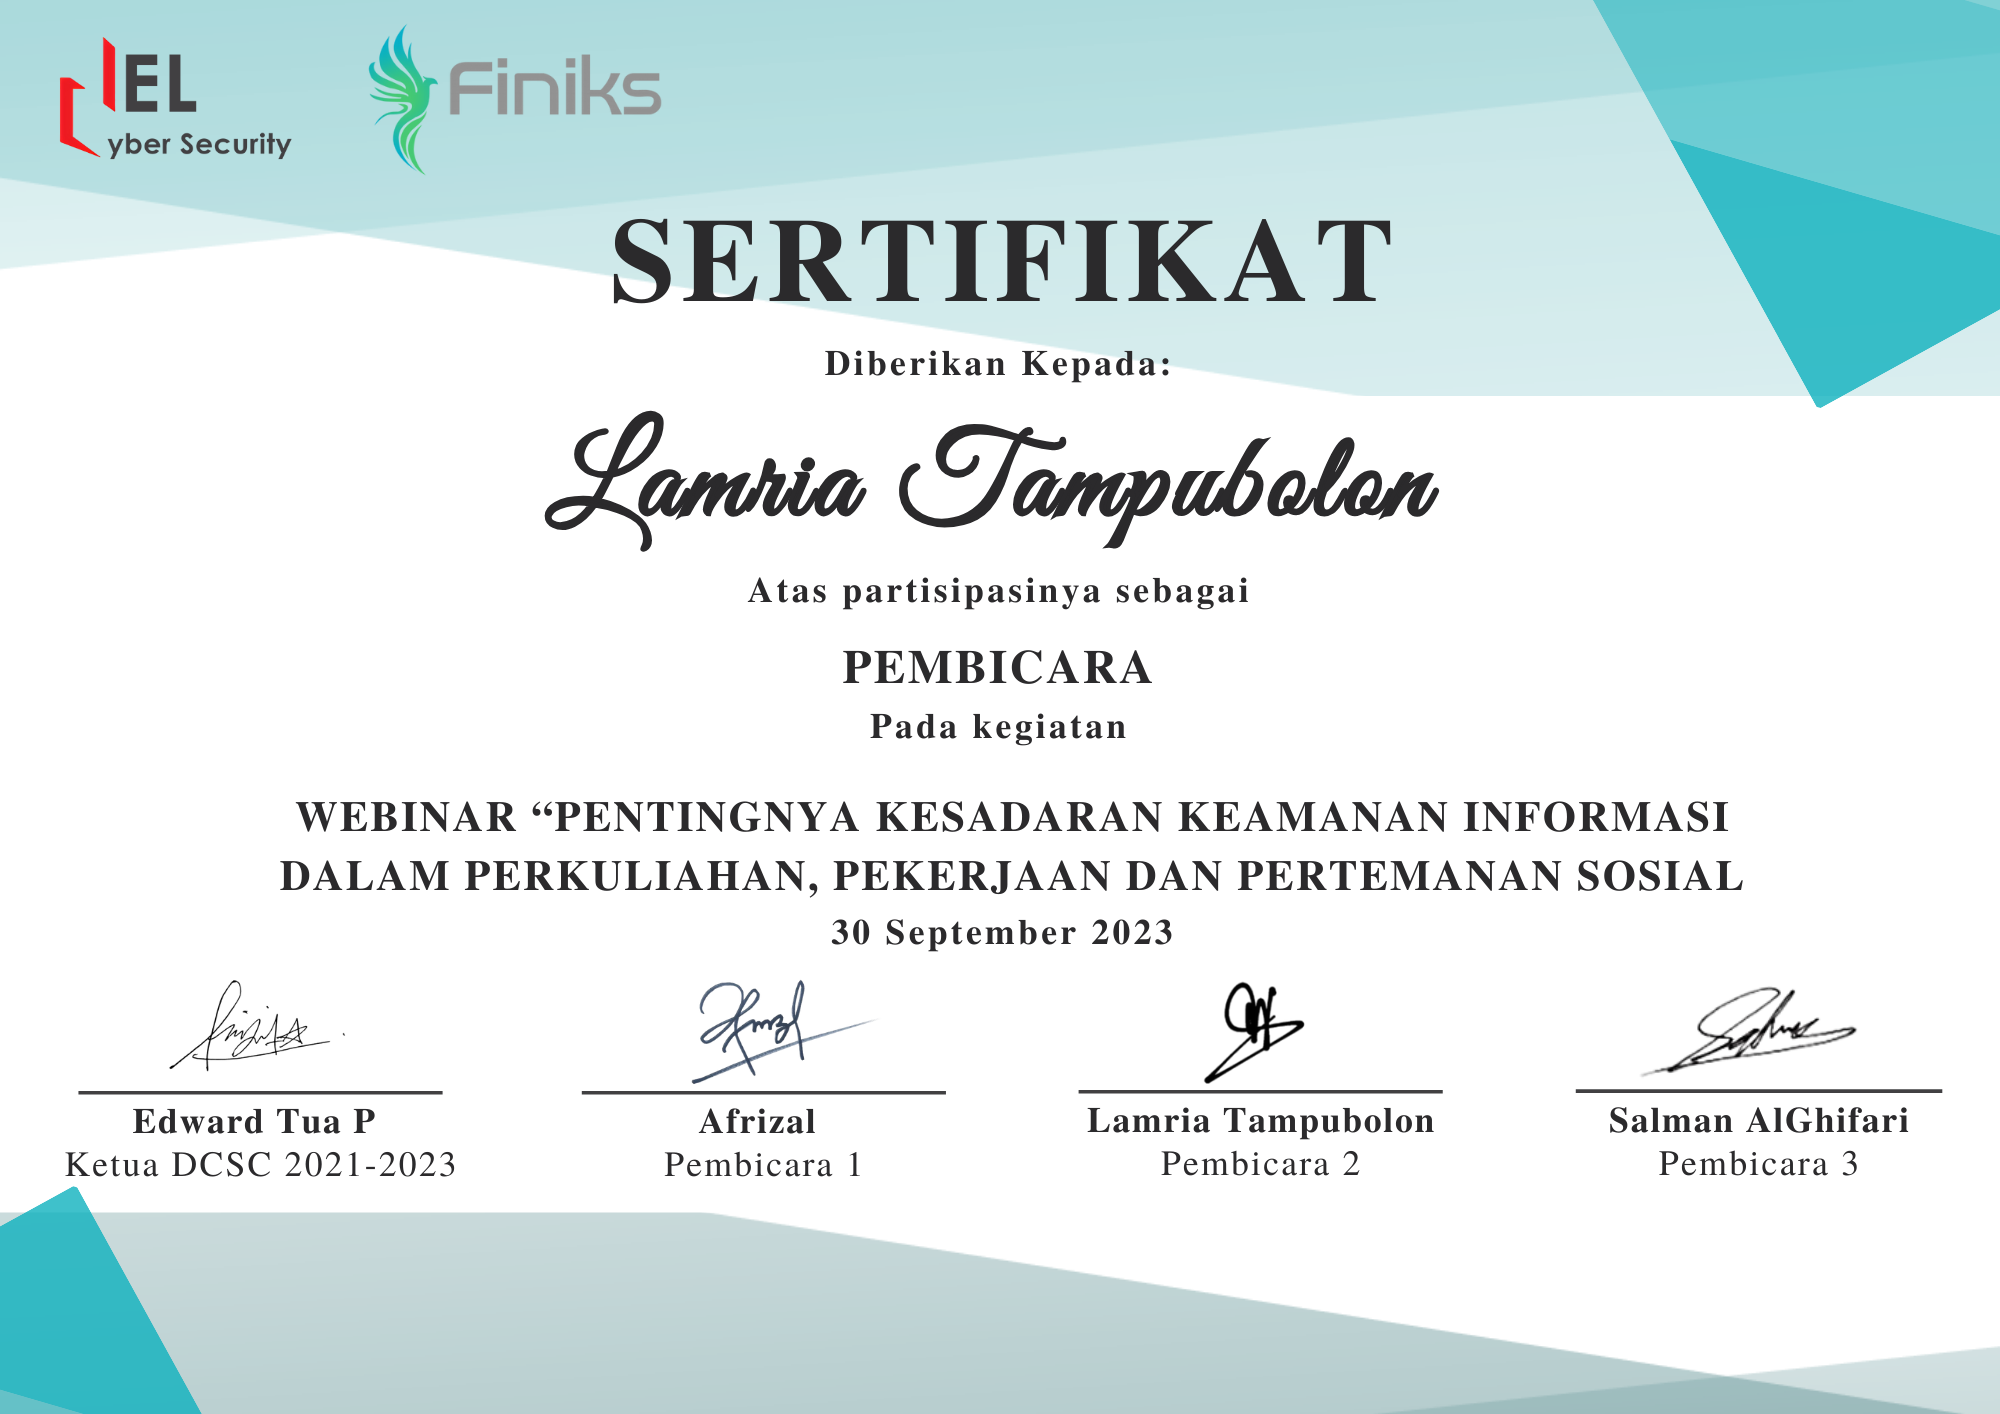 DEL
Cyber Security
Finiks
SERTIFIKAT
Diberikan Kepada:
Lamria Tampubolon
Atas partisipasinya sebagai
PEMBICARA
Pada kegiatan
WEBINAR “PENTINGNYA KESADARAN KEAMANAN INFORMASI
DALAM PERKULIAHAN, PEKERJAAN DAN PERTEMANAN SOSIAL
30 September 2023
Edward Tua P
Ketua DCSC 2021-2023
Afrizal
Pembicara 1
Lamria Tampubolon
Pembicara 2
Salman AlGhifari
Pembicara 3